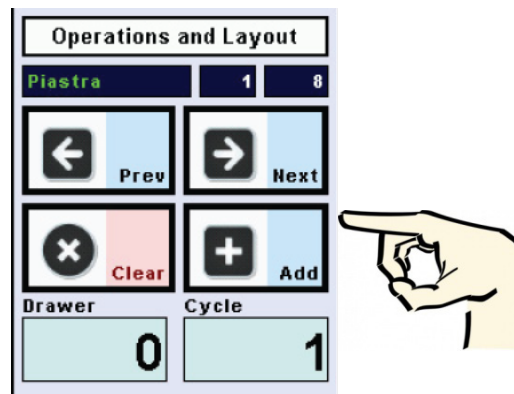 Operations and Layout
Piastra 1 8
Prev Next
Clear Add
Drawer Cycle
0 1